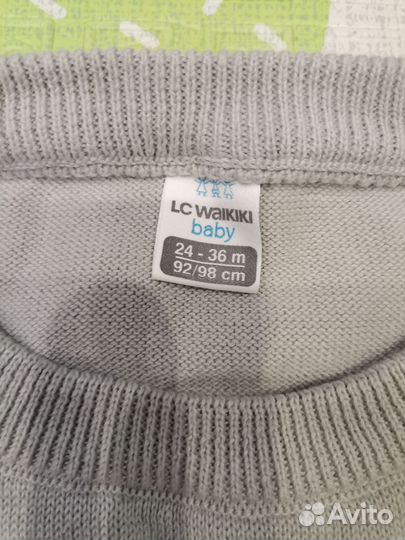 LC WAIKIKI
baby
24 - 36 m
92/98 cm
Avito